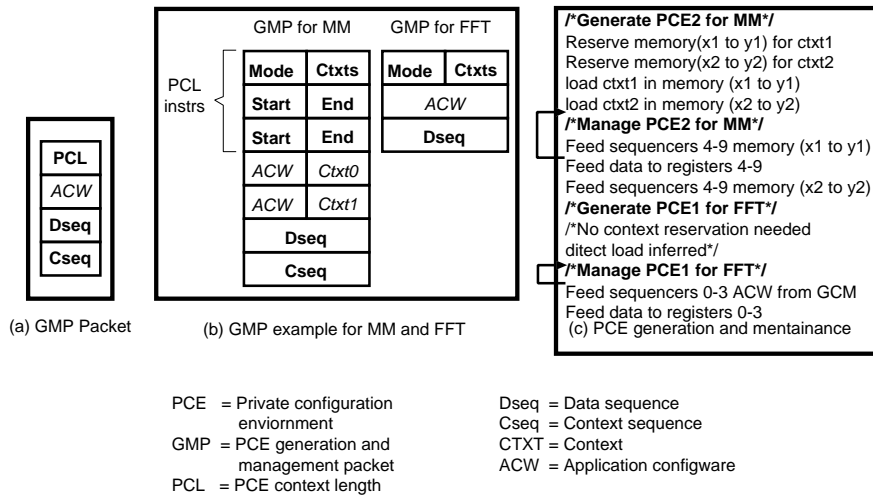 GMP for MM
GMP for FFT
PCL
instrs
Mode Ctxts
Start End
Start End
ACW Ctxt0
ACW Ctxt1
Dseq
Cseq
Mode Ctxts
ACW
Dseq
PCL
ACW
Dseq
Cseq
/*Generate PCE2 for MM*/
Reserve memory(x1 to y1) for ctxt1
Reserve memory(x2 to y2) for ctxt2
load ctxt1 in memory (x1 to y1)
load ctxt2 in memory (x2 to y2)
/*Manage PCE2 for MM*/
Feed sequencers 4-9 memory (x1 to y1)
Feed data to registers 4-9
Feed sequencers 4-9 memory (x2 to y2)
/*Generate PCE1 for FFT*/
/*No context reservation needed
ditect load inferred*/
/*Manage PCE1 for FFT*/
Feed sequencers 0-3 ACW from GCM
Feed data to registers 0-3
(a) GMP Packet
(b) GMP example for MM and FFT
(c) PCE generation and mentainance
PCE = Private configuration
enviornment
GMP = PCE generation and
management packet
PCL = PCE context length
Dseq = Data sequence
Cseq = Context sequence
CTXT = Context
ACW = Application configware